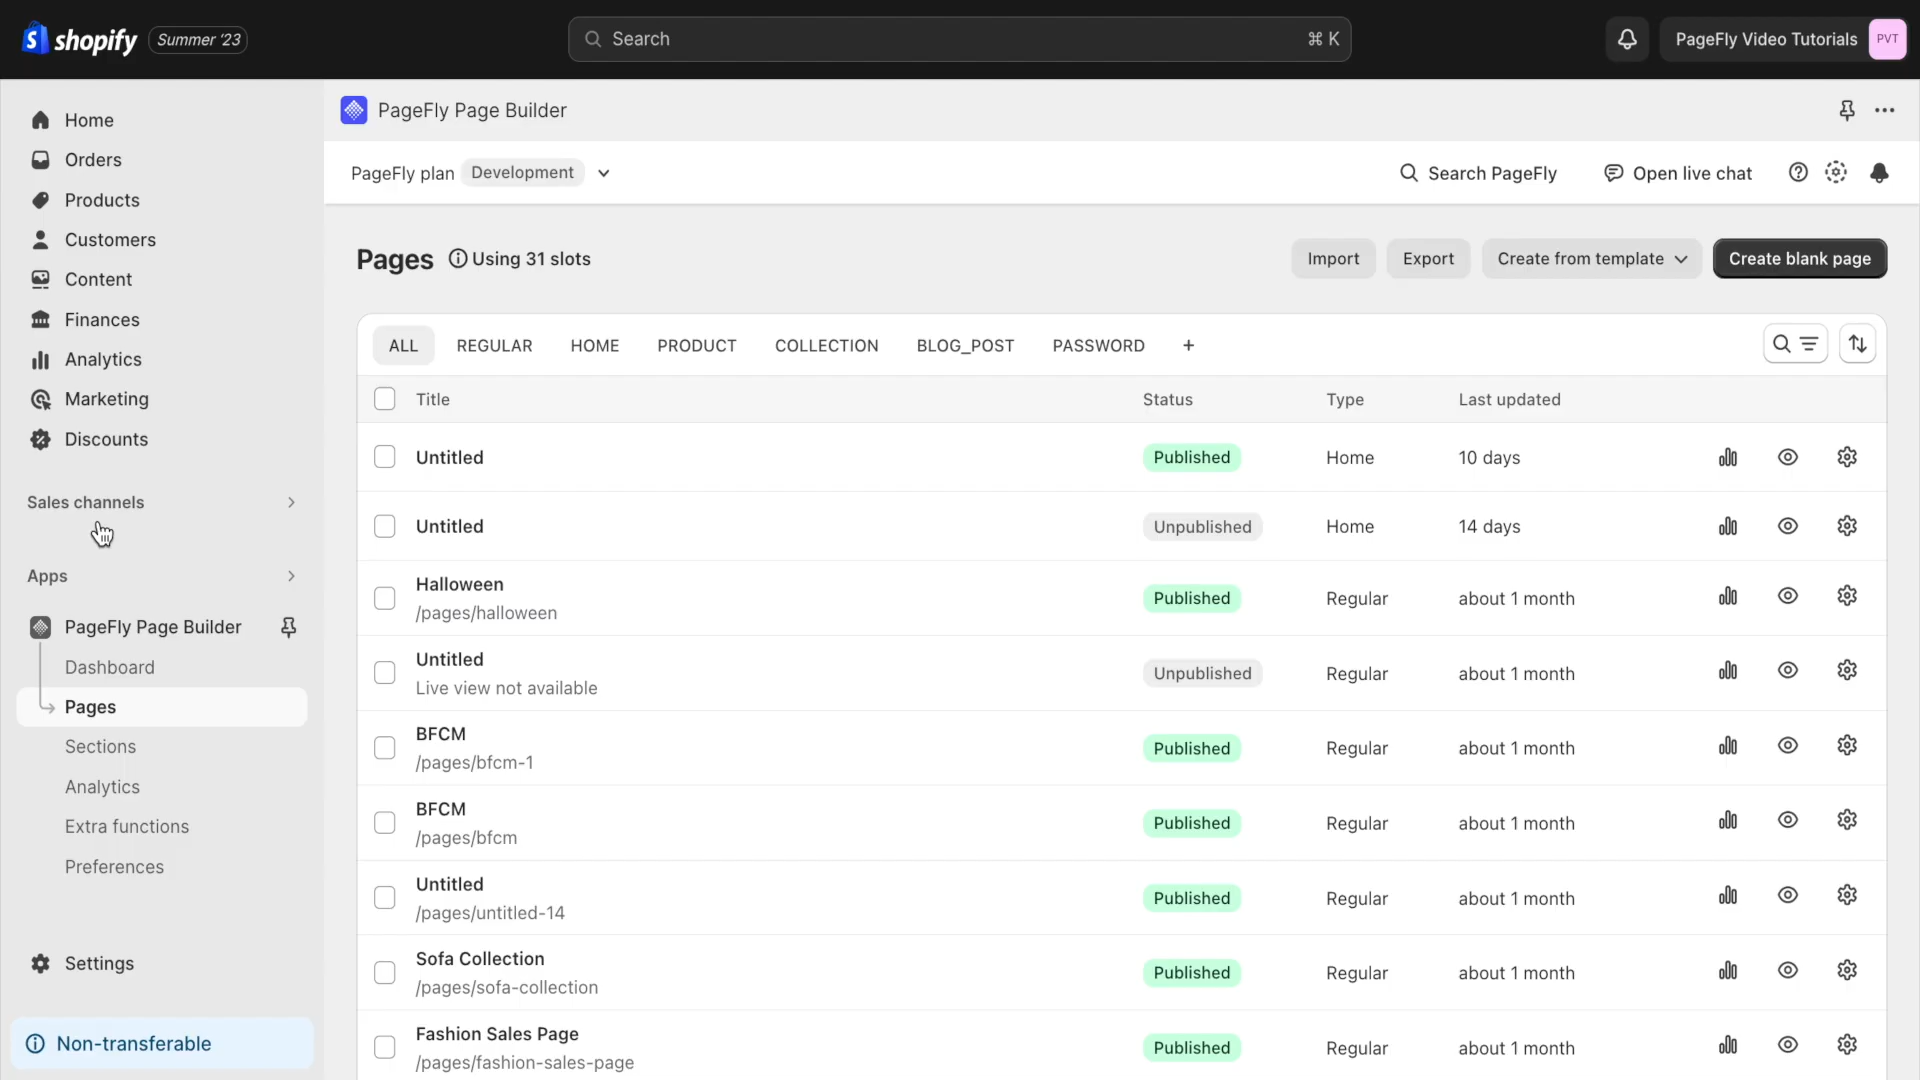 shopify Summer '23
Search
⌘ K
PageFly Video Tutorials
PVT
Home
Orders
Products
Customers
Content
Finances
Analytics
Marketing
Discounts
Sales channels
Apps
PageFly Page Builder
Dashboard
Pages
Sections
Analytics
Extra functions
Preferences
Settings
Non-transferable
PageFly Page Builder
PageFly plan Development
Search PageFly
Open live chat
Pages Using 31 slots
Import
Export
Create from template
Create blank page
ALL REGULAR HOME PRODUCT COLLECTION BLOG_POST PASSWORD +
Title Status Type Last updated
Untitled Published Home 10 days
Untitled Unpublished Home 14 days
Halloween
/pages/halloween
Published Regular about 1 month
Untitled
Live view not available
Unpublished Regular about 1 month
BFCM
/pages/bfcm-1
Published Regular about 1 month
BFCM
/pages/bfcm
Published Regular about 1 month
Untitled
/pages/untitled-14
Published Regular about 1 month
Sofa Collection
/pages/sofa-collection
Published Regular about 1 month
Fashion Sales Page
/pages/fashion-sales-page
Published Regular about 1 month